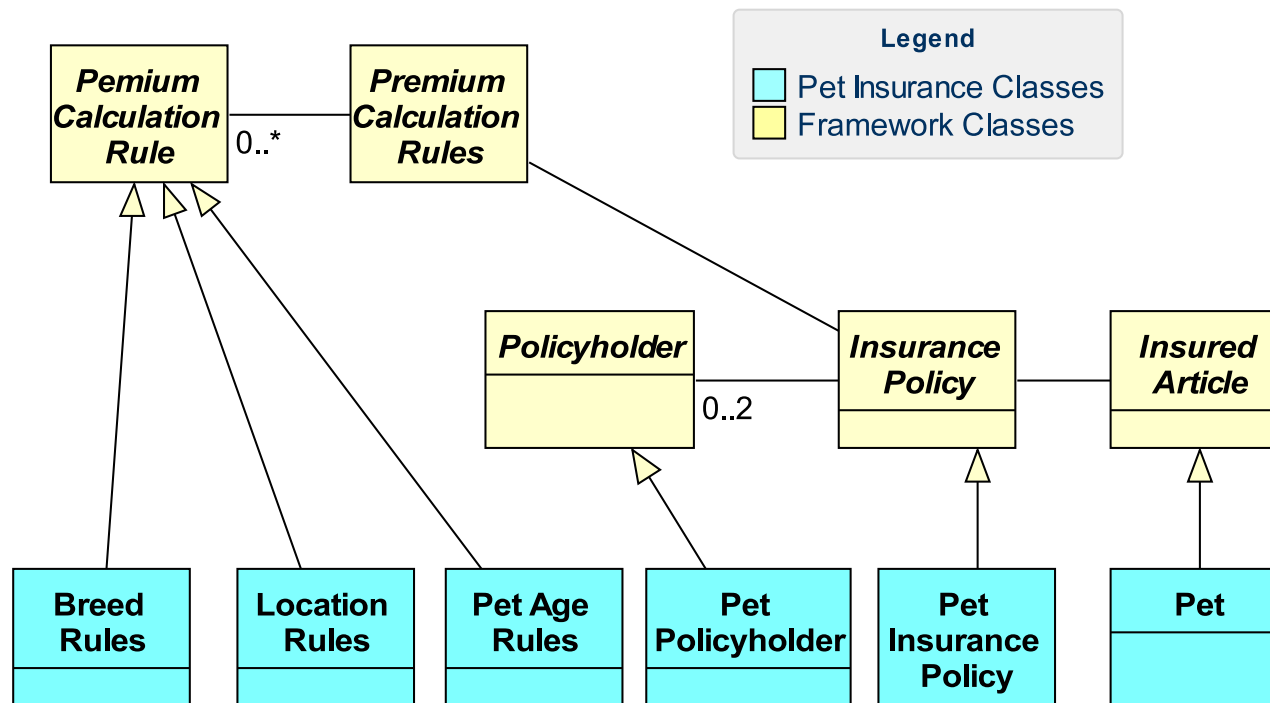 Legend
Pet Insurance Classes
Framework Classes
Pemium
Calculation
Rule
0..*
Premium
Calculation
Rules
Policyholder
0..2
Insurance
Policy
Insured
Article
Breed
Rules
Location
Rules
Pet Age
Rules
Pet
Policyholder
Pet
Insurance
Policy
Pet